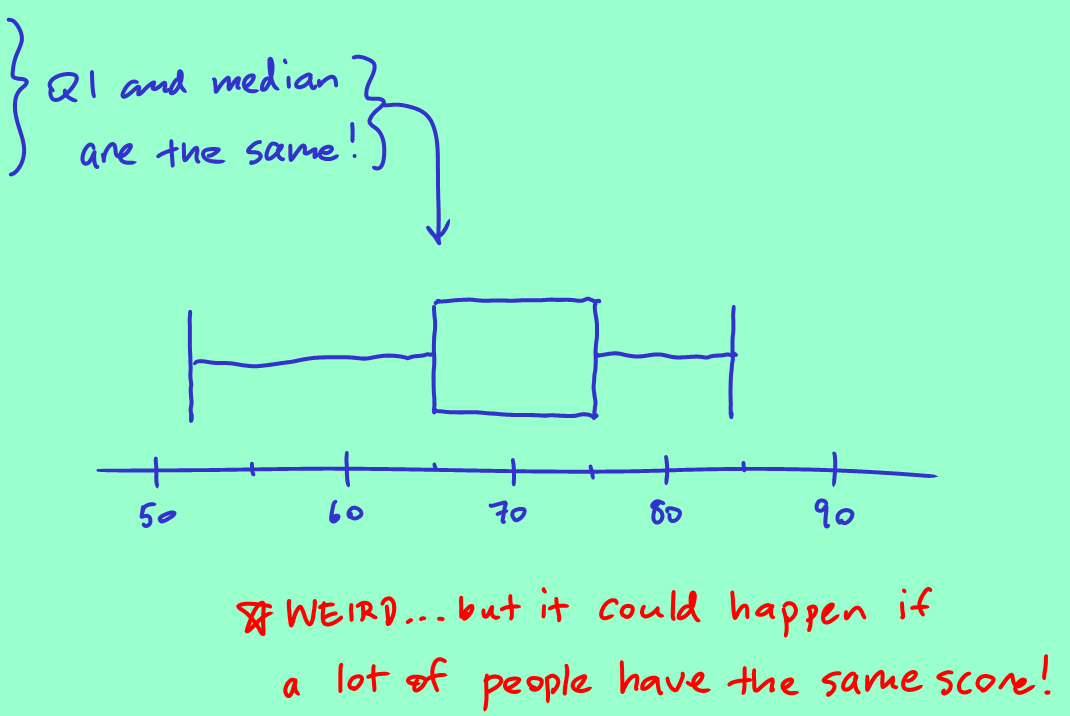 Q1 and median
are the same!
50 60 70 80 90
WEIRD... but it could happen if
a lot of people have the same score!